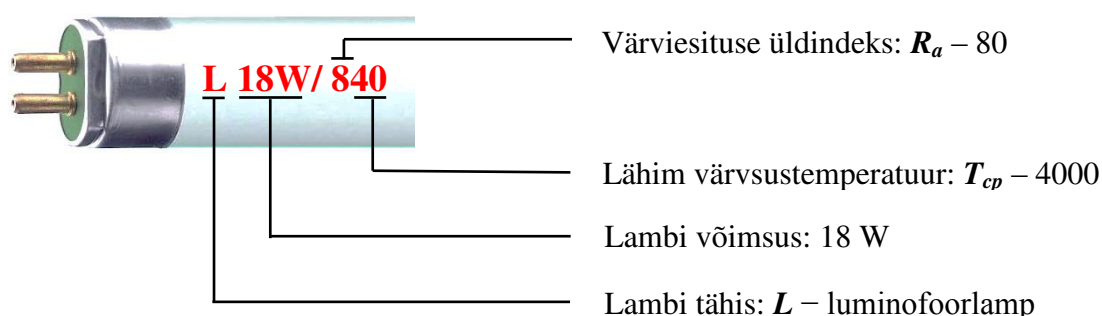 Värviesituse üldindeks: Ra – 80
L 18W/ 840
Lähim värvsustemperatuur: Tcp – 4000
Lambi võimsus: 18 W
Lambi tähis: L – luminofoorlamp